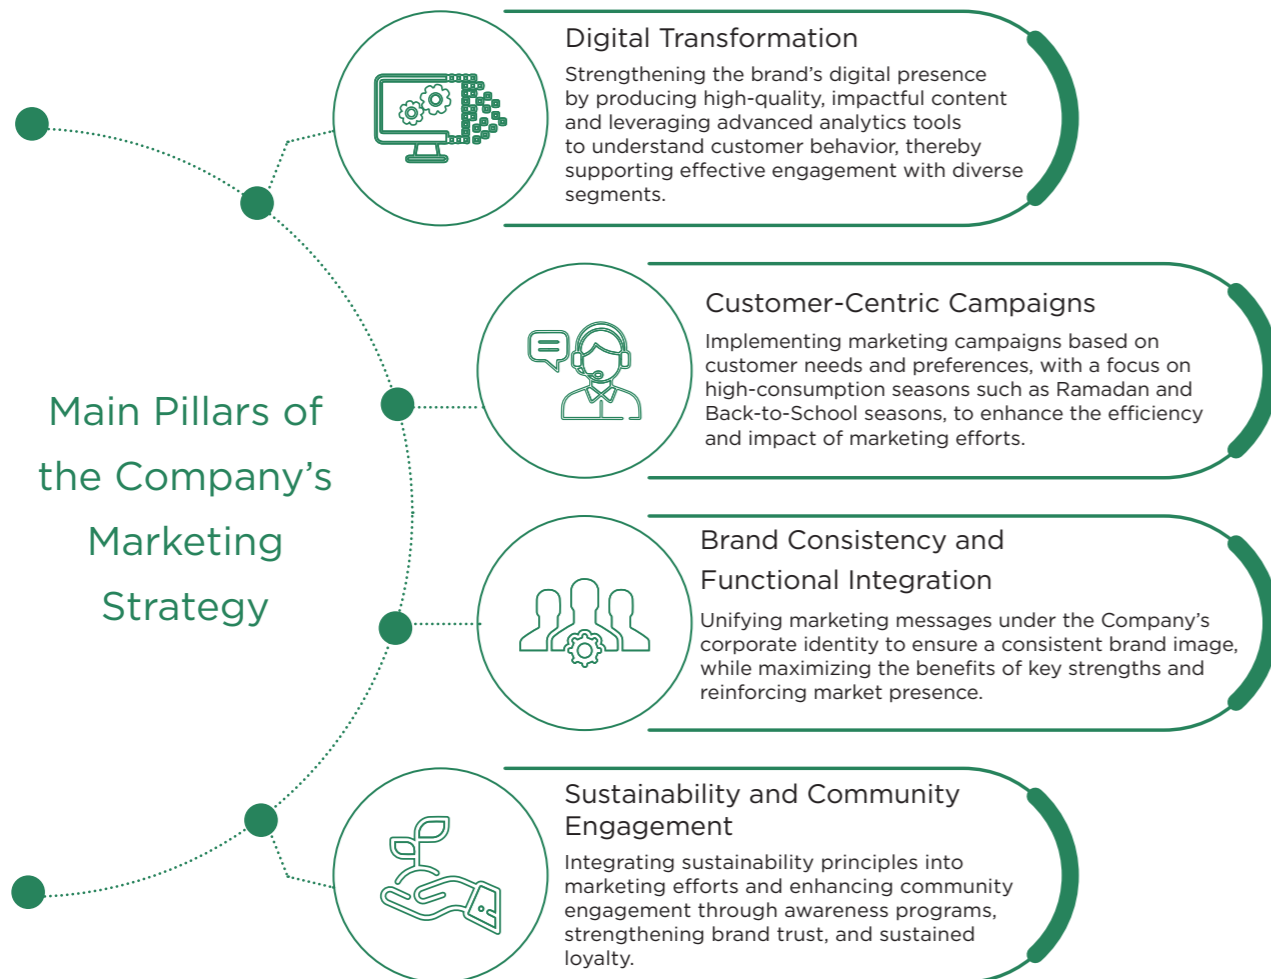 Main Pillars of
the Company's
Marketing
Strategy
Digital Transformation
Strengthening the brand's digital presence
by producing high-quality, impactful content
and leveraging advanced analytics tools
to understand customer behavior, thereby
supporting effective engagement with diverse
segments.
Customer-Centric Campaigns
Implementing marketing campaigns based on
customer needs and preferences, with a focus on
high-consumption seasons such as Ramadan and
Back-to-School seasons, to enhance the efficiency
and impact of marketing efforts.
Brand Consistency and
Functional Integration
Unifying marketing messages under the Company's
corporate identity to ensure a consistent brand image,
while maximizing the benefits of key strengths and
reinforcing market presence.
Sustainability and Community
Engagement
Integrating sustainability principles into
marketing efforts and enhancing community
engagement through awareness programs,
strengthening brand trust, and sustained
loyalty.